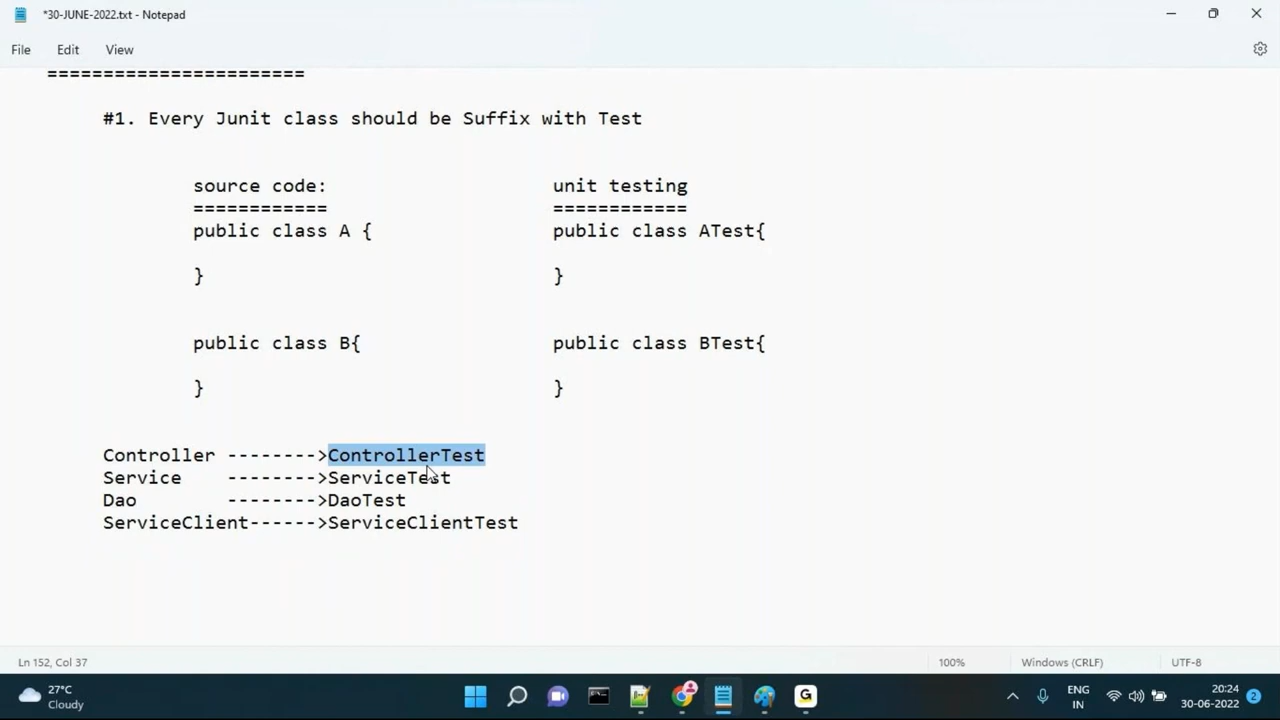 *30-JUNE-2022.txt - Notepad
File Edit View
=======================
#1. Every Junit class should be Suffix with Test
source code: unit testing
============ ============
public class A { public class ATest{
} }
public class B{ public class BTest{
} }
Controller -------->ControllerTest
Service -------->ServiceTest
Dao -------->DaoTest
ServiceClient------>ServiceClientTest
Ln 152, Col 37 100% Windows (CRLF) UTF-8
27°C
Cloudy
ENG
IN
20:24
30-06-2022
2